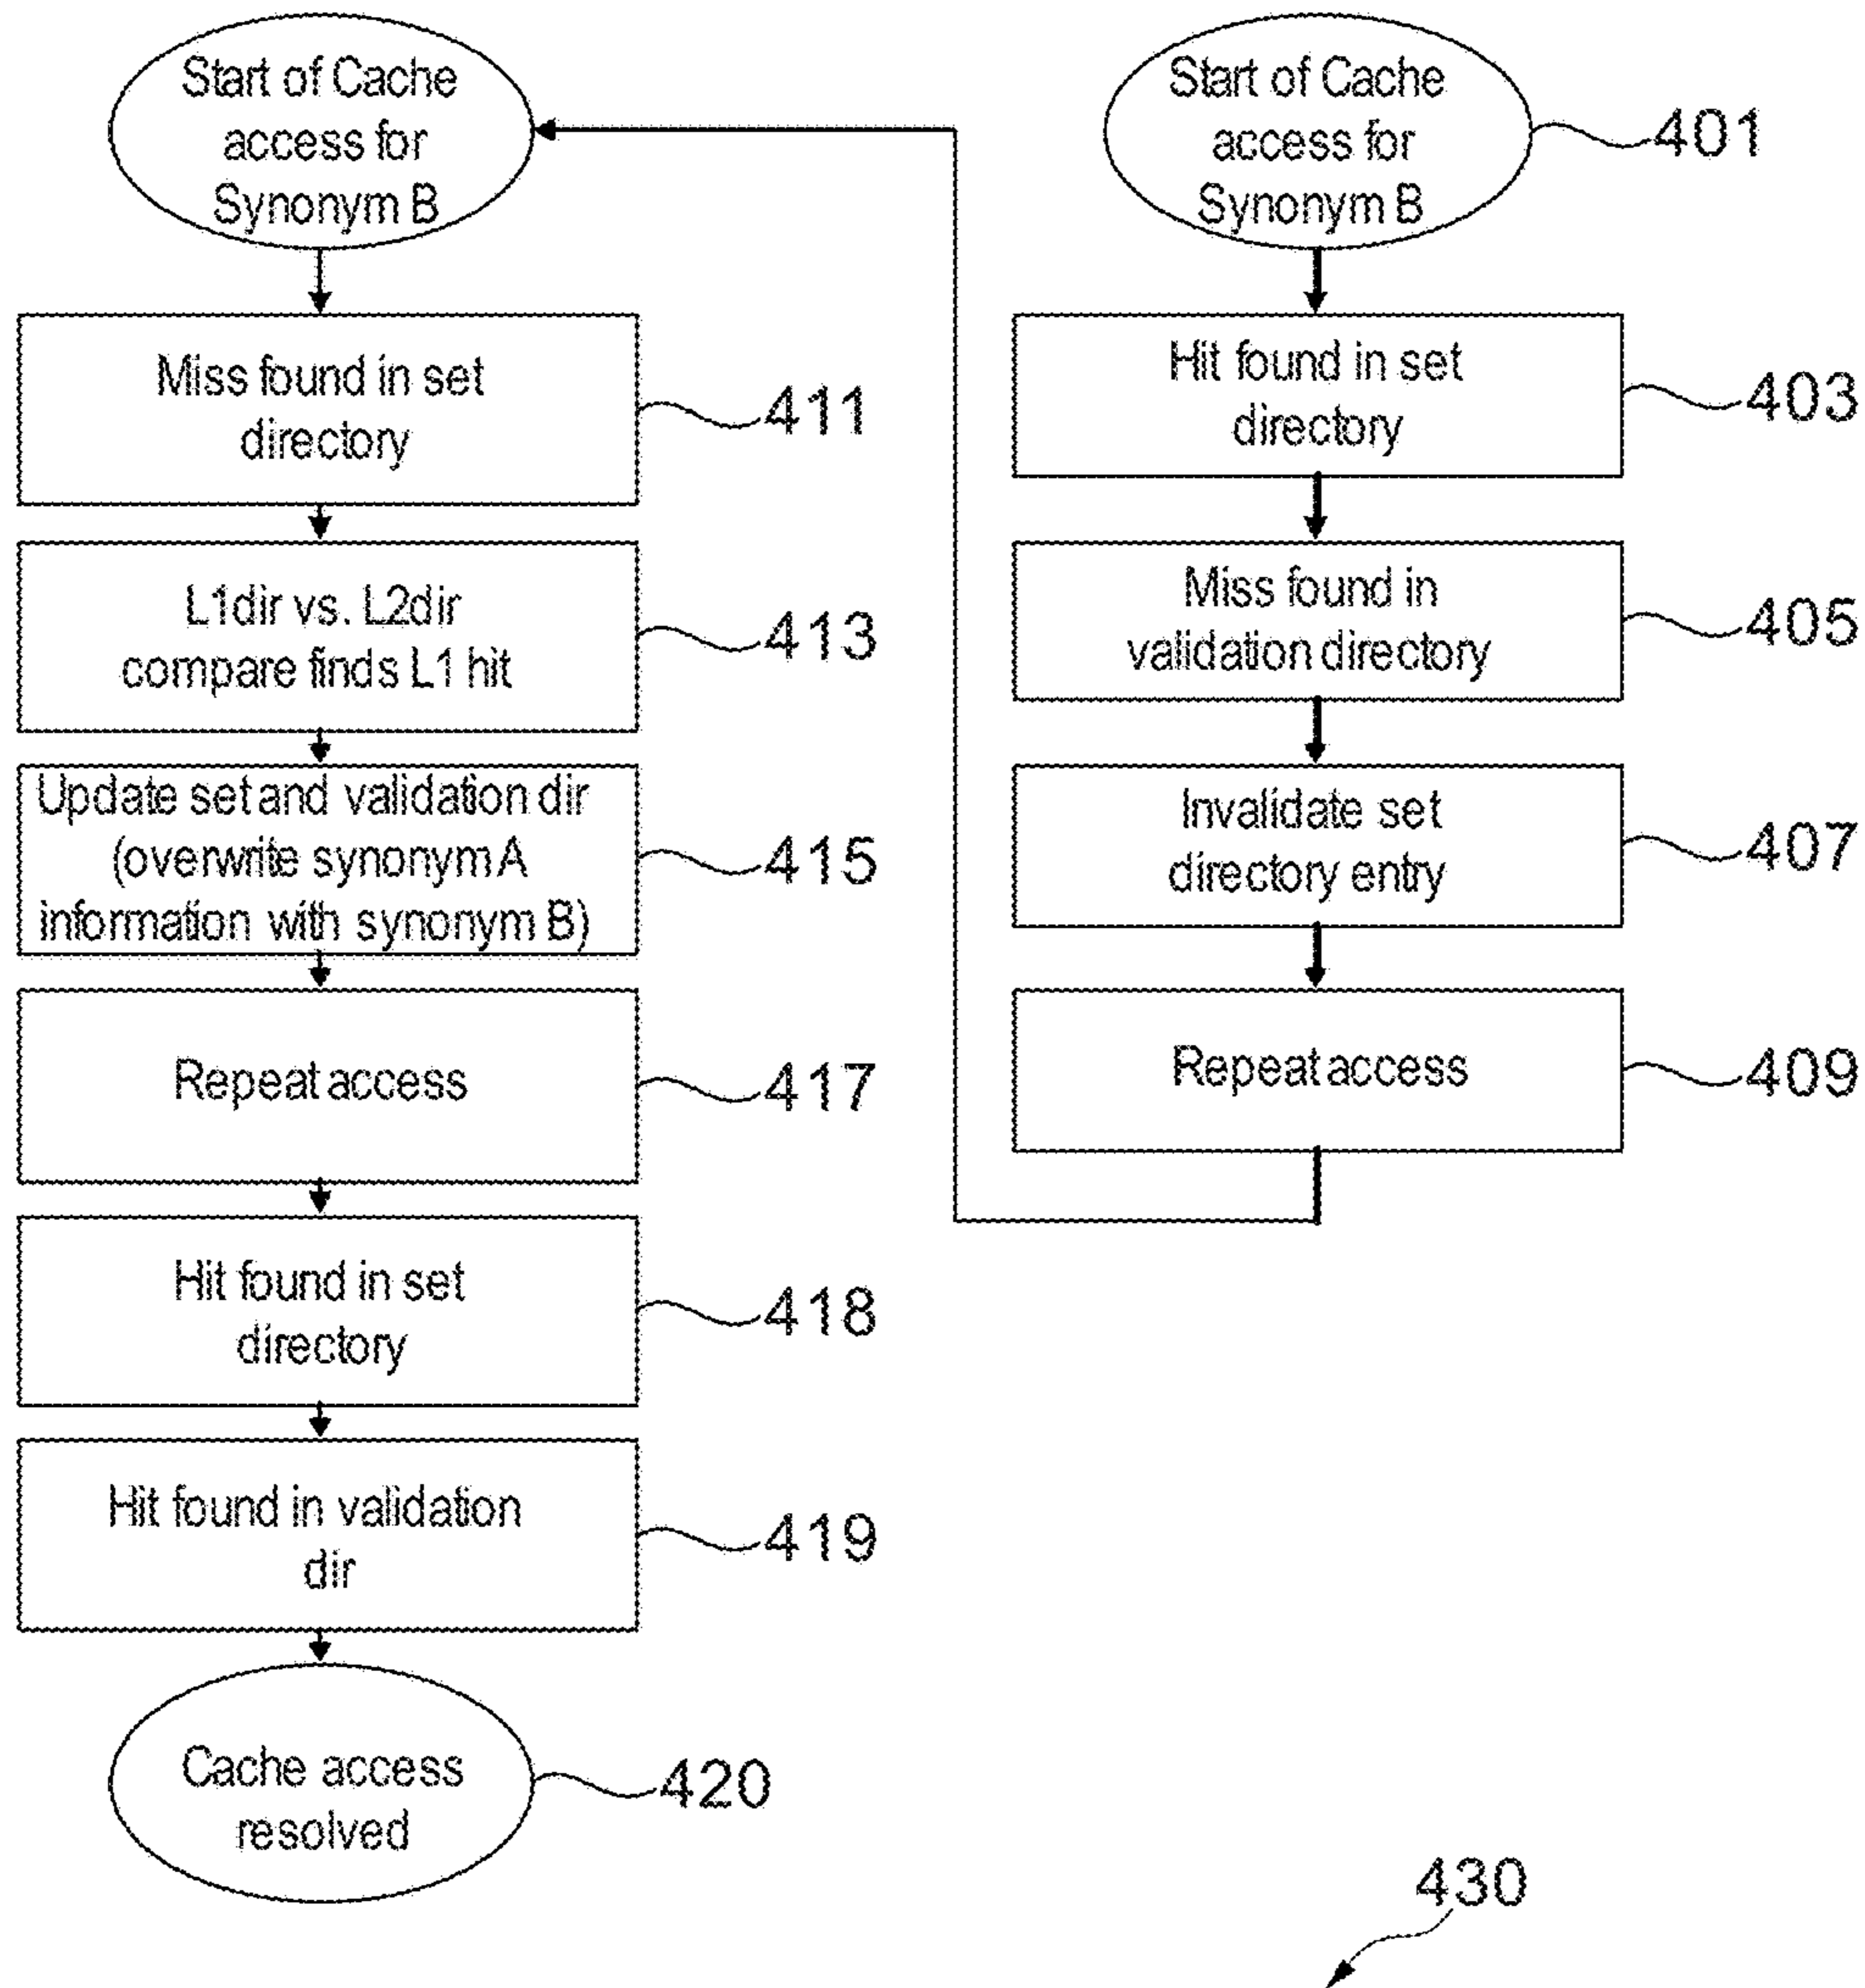 Start of Cache
access for
Synonym B
Miss found in set
directory
411
L1dir vs. L2dir
compare finds L1 hit
413
Update set and validation dir
(overwrite synonym A
information with synonym B)
415
Repeat access
417
Hit found in set
directory
418
Hit found in validation
dir
419
Cache access
resolved
420
Start of Cache
access for
Synonym B
401
Hit found in set
directory
403
Miss found in
validation directory
405
Invalidate set
directory entry
407
Repeat access
409
430